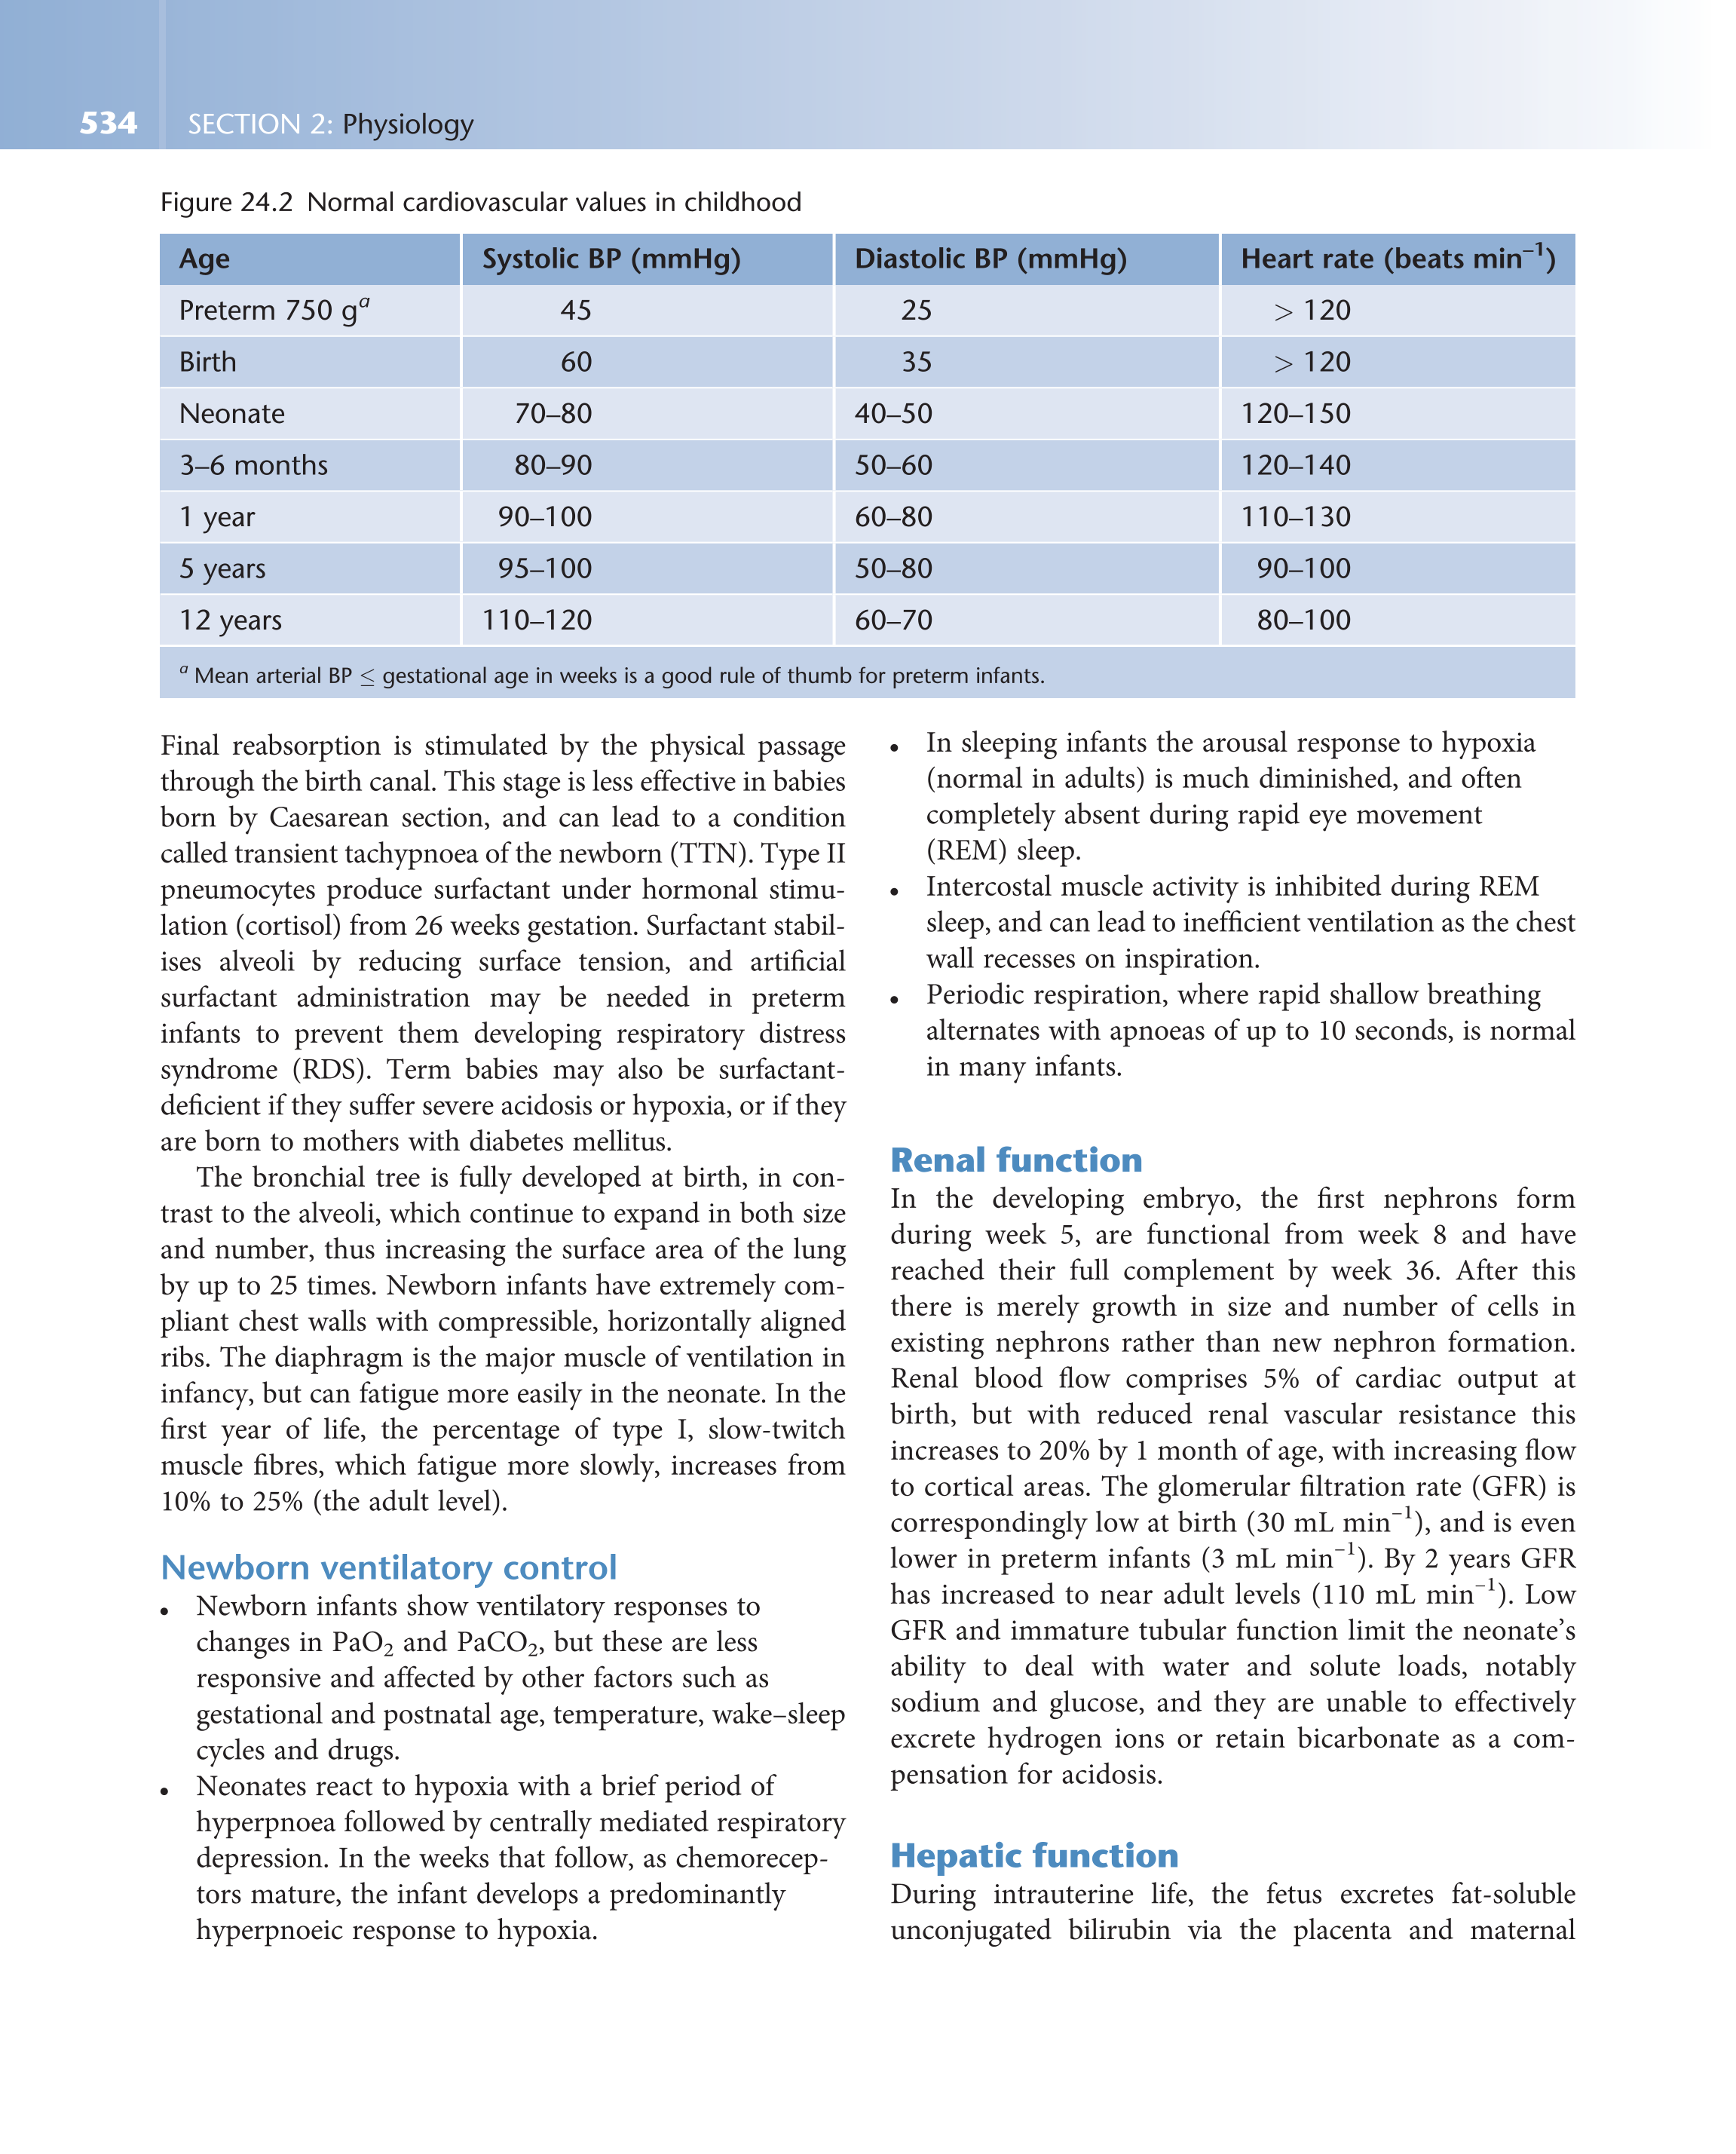 534 SECTION 2: Physiology
Figure 24.2 Normal cardiovascular values in childhood
Age Systolic BP (mmHg) Diastolic BP (mmHg) Heart rate (beats min⁻¹)
Preterm 750 gᵃ 45 25 > 120
Birth 60 35 > 120
Neonate 70–80 40–50 120–150
3–6 months 80–90 50–60 120–140
1 year 90–100 60–80 110–130
5 years 95–100 50–80 90–100
12 years 110–120 60–70 80–100
ᵃ Mean arterial BP ≤ gestational age in weeks is a good rule of thumb for preterm infants.
Final reabsorption is stimulated by the physical passage
through the birth canal. This stage is less effective in babies
born by Caesarean section, and can lead to a condition
called transient tachypnoea of the newborn (TTN). Type II
pneumocytes produce surfactant under hormonal stimu-
lation (cortisol) from 26 weeks gestation. Surfactant stabil-
ises alveoli by reducing surface tension, and artificial
surfactant administration may be needed in preterm
infants to prevent them developing respiratory distress
syndrome (RDS). Term babies may also be surfactant-
deficient if they suffer severe acidosis or hypoxia, or if they
are born to mothers with diabetes mellitus.
The bronchial tree is fully developed at birth, in con-
trast to the alveoli, which continue to expand in both size
and number, thus increasing the surface area of the lung
by up to 25 times. Newborn infants have extremely com-
pliant chest walls with compressible, horizontally aligned
ribs. The diaphragm is the major muscle of ventilation in
infancy, but can fatigue more easily in the neonate. In the
first year of life, the percentage of type I, slow-twitch
muscle fibres, which fatigue more slowly, increases from
10% to 25% (the adult level).
Newborn ventilatory control
• Newborn infants show ventilatory responses to
changes in PaO₂ and PaCO₂, but these are less
responsive and affected by other factors such as
gestational and postnatal age, temperature, wake–sleep
cycles and drugs.
• Neonates react to hypoxia with a brief period of
hyperpnoea followed by centrally mediated respiratory
depression. In the weeks that follow, as chemorecep-
tors mature, the infant develops a predominantly
hyperpnoeic response to hypoxia.
• In sleeping infants the arousal response to hypoxia
(normal in adults) is much diminished, and often
completely absent during rapid eye movement
(REM) sleep.
• Intercostal muscle activity is inhibited during REM
sleep, and can lead to inefficient ventilation as the chest
wall recesses on inspiration.
• Periodic respiration, where rapid shallow breathing
alternates with apnoeas of up to 10 seconds, is normal
in many infants.
Renal function
In the developing embryo, the first nephrons form
during week 5, are functional from week 8 and have
reached their full complement by week 36. After this
there is merely growth in size and number of cells in
existing nephrons rather than new nephron formation.
Renal blood flow comprises 5% of cardiac output at
birth, but with reduced renal vascular resistance this
increases to 20% by 1 month of age, with increasing flow
to cortical areas. The glomerular filtration rate (GFR) is
correspondingly low at birth (30 mL min⁻¹), and is even
lower in preterm infants (3 mL min⁻¹). By 2 years GFR
has increased to near adult levels (110 mL min⁻¹). Low
GFR and immature tubular function limit the neonate’s
ability to deal with water and solute loads, notably
sodium and glucose, and they are unable to effectively
excrete hydrogen ions or retain bicarbonate as a com-
pensation for acidosis.
Hepatic function
During intrauterine life, the fetus excretes fat-soluble
unconjugated bilirubin via the placenta and maternal